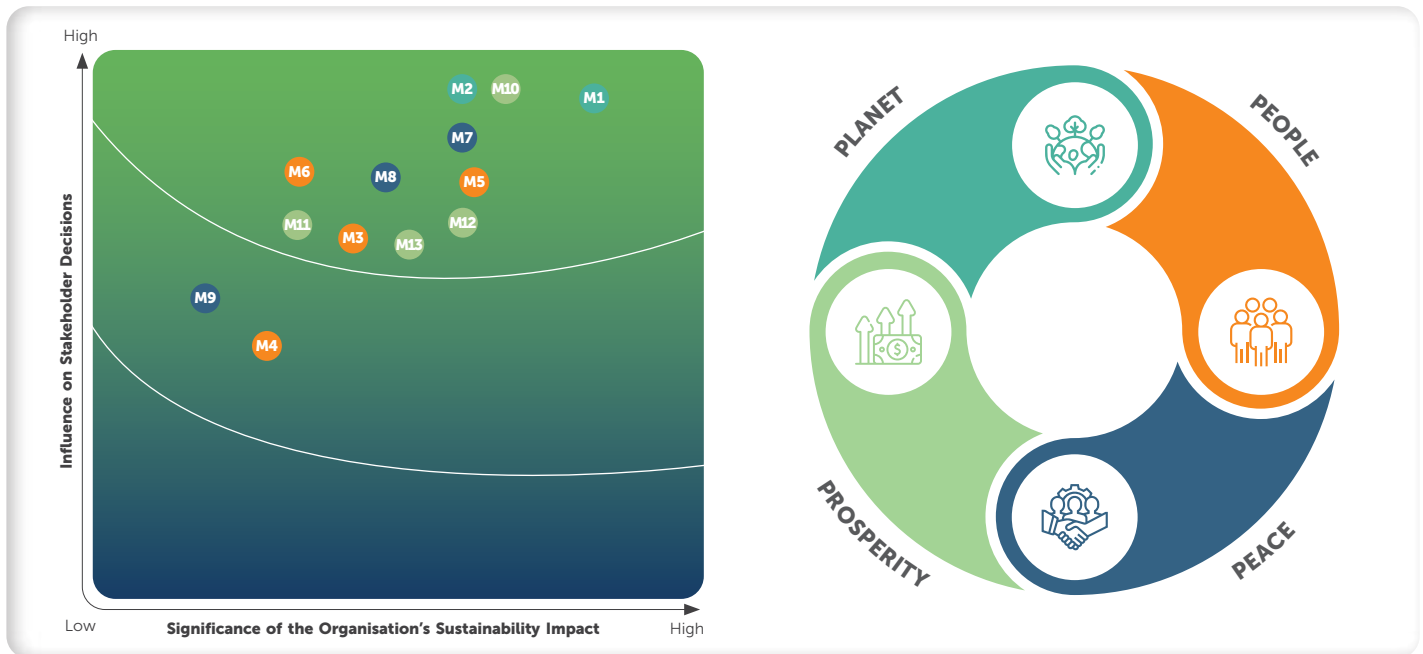 High
M2
M10
M1
M7
M6
M8
M5
M11
M12
M3
M13
M9
M4
Influence on Stakeholder Decisions
Low
Significance of the Organisation's Sustainability Impact
High
PLANET
PEOPLE
PROSPERITY
PEACE
$